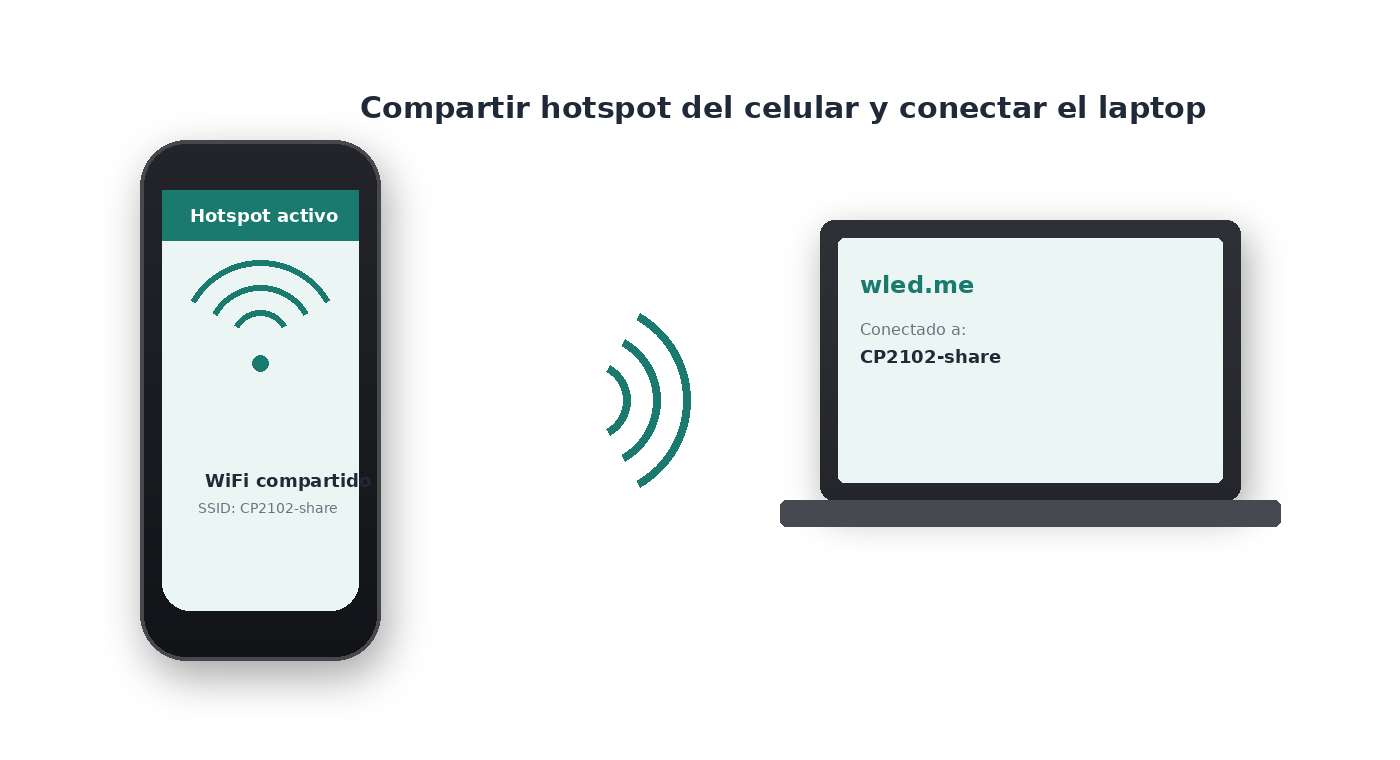 Compartir hotspot del celular y conectar el laptop
Hotspot activo
WiFi compartido
SSID: CP2102-share
wled.me
Conectado a:
CP2102-share